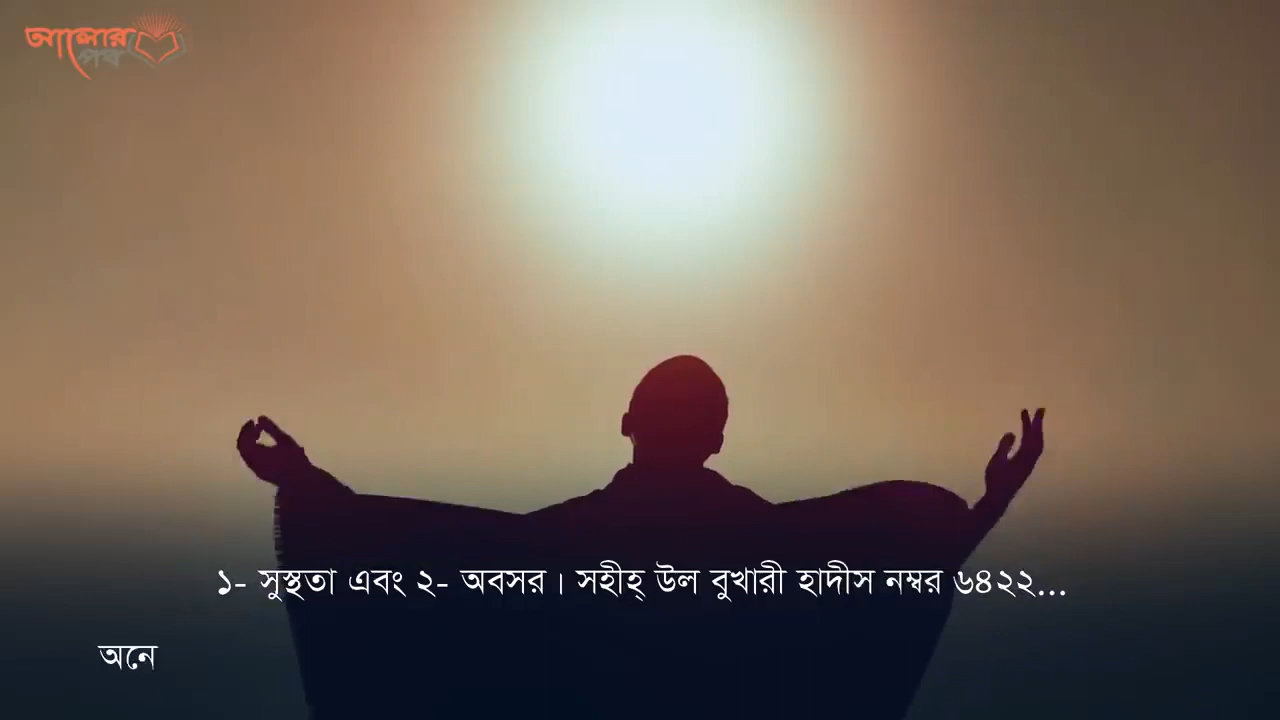 আলোর
পথ
১- সুস্থতা এবং ২- অবসর। সহীহ্ উল বুখারী হাদীস নম্বর ৬৪২২...
অনে